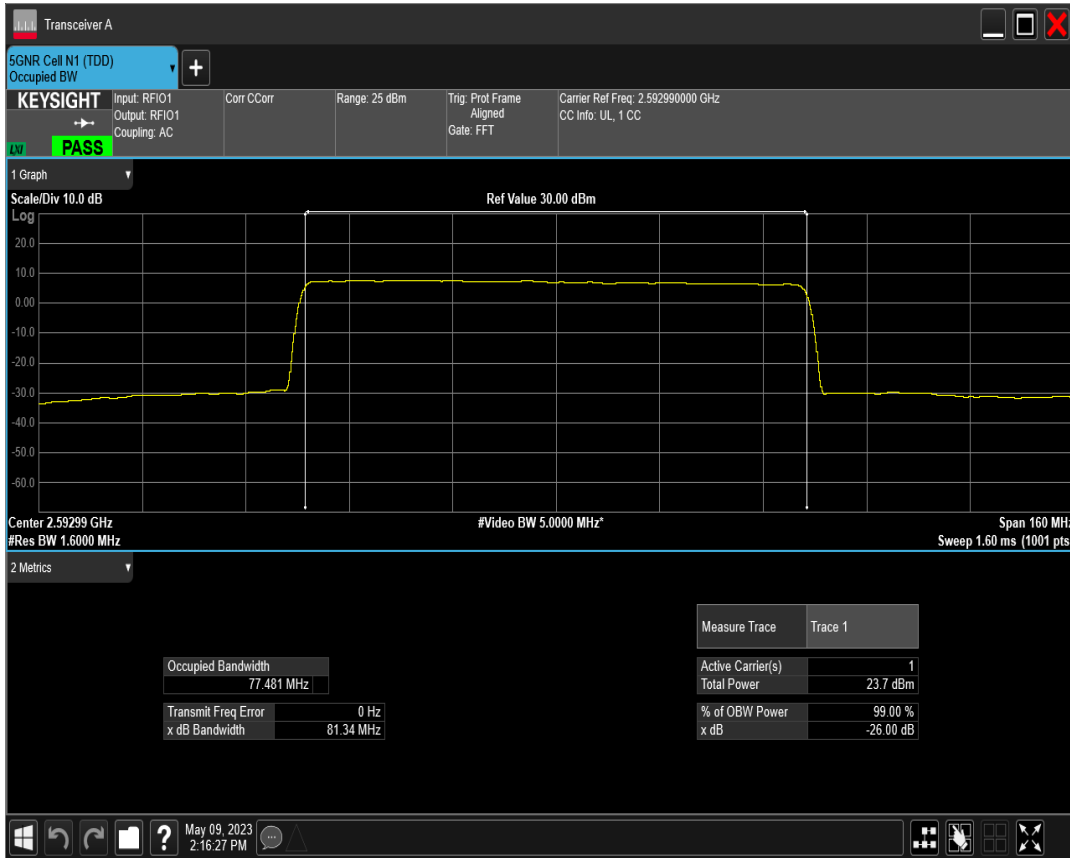 Transceiver A
5GNR Cell N1 (TDD)
Occupied BW
+
KEYSIGHT
LXI
PASS
Input: RFIO1
Output: RFIO1
Coupling: AC
Corr CCorr
Range: 25 dBm
Trig: Prot Frame
Aligned
Gate: FFT
Carrier Ref Freq: 2.592990000 GHz
CC Info: UL, 1 CC
1 Graph
Scale/Div 10.0 dB
Ref Value 30.00 dBm
Log
20.0
10.0
0.00
-10.0
-20.0
-30.0
-40.0
-50.0
-60.0
Center 2.59299 GHz
#Video BW 5.0000 MHz*
Span 160 MHz
#Res BW 1.6000 MHz
Sweep 1.60 ms (1001 pts
2 Metrics
Measure Trace Trace 1
Occupied Bandwidth
77.481 MHz
Active Carrier(s) 1
Total Power 23.7 dBm
Transmit Freq Error 0 Hz
x dB Bandwidth 81.34 MHz
% of OBW Power 99.00 %
x dB -26.00 dB
?
May 09, 2023
2:16:27 PM